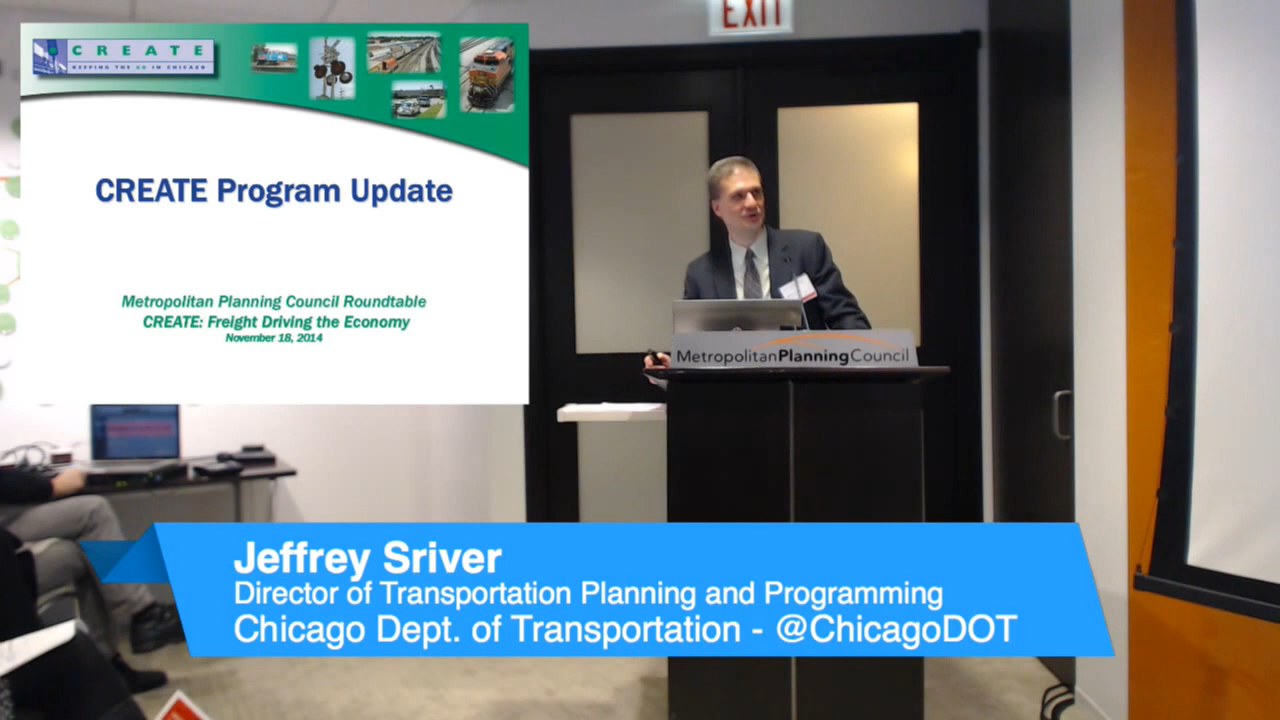 EXIT
CREATE
KEEPING THE GO IN CHICAGO
CREATE Program Update
Metropolitan Planning Council Roundtable
CREATE: Freight Driving the Economy
November 18, 2014
MetropolitanPlanningCouncil
Jeffrey Sriver
Director of Transportation Planning and Programming
Chicago Dept. of Transportation - @ChicagoDOT